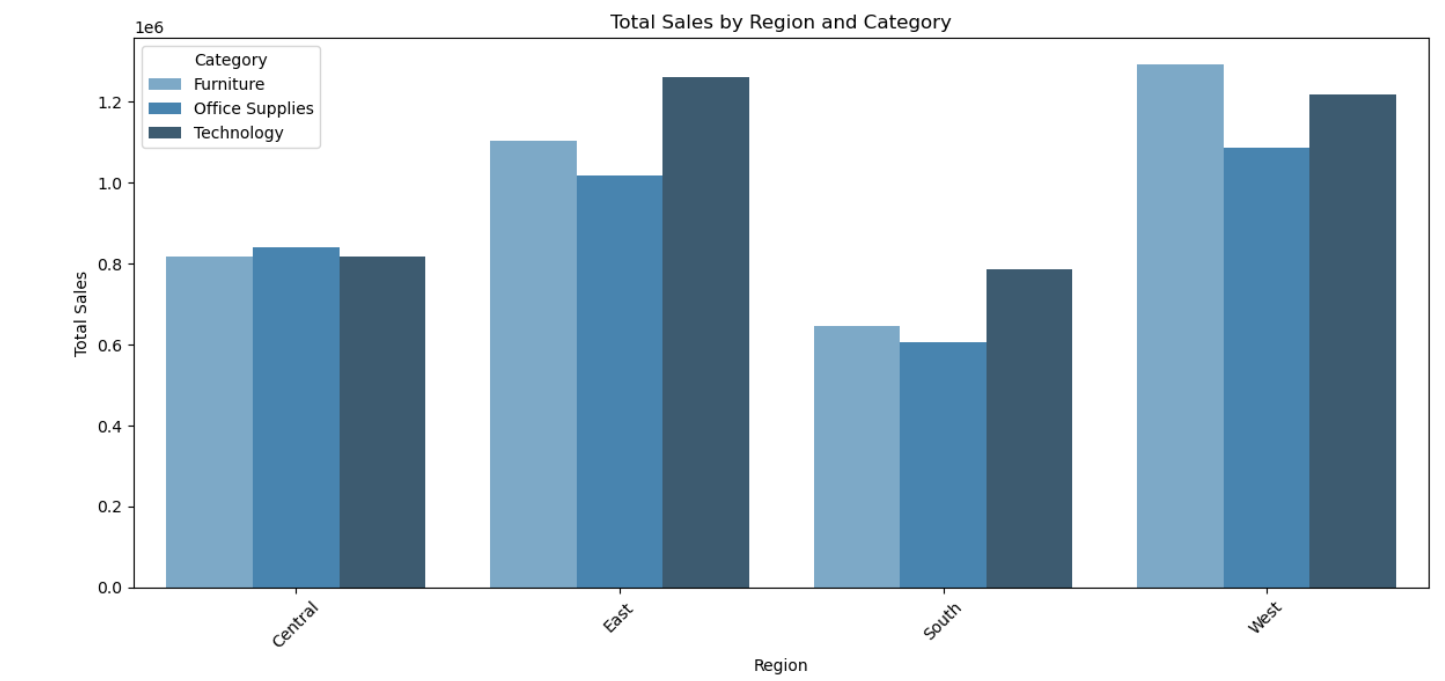 Total Sales by Region and Category
1e6
Category
Furniture
Office Supplies
Technology
1.2
1.0
0.8
0.6
0.4
0.2
0.0
Total Sales
Central
East
South
West
Region